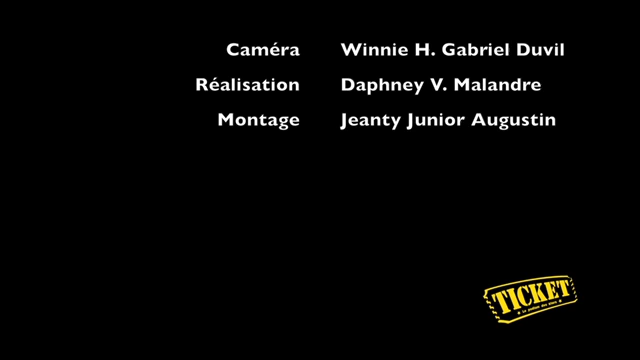 Caméra Winnie H. Gabriel Duvil
Réalisation Daphney V. Malandre
Montage Jeanty Junior Augustin
TICKET